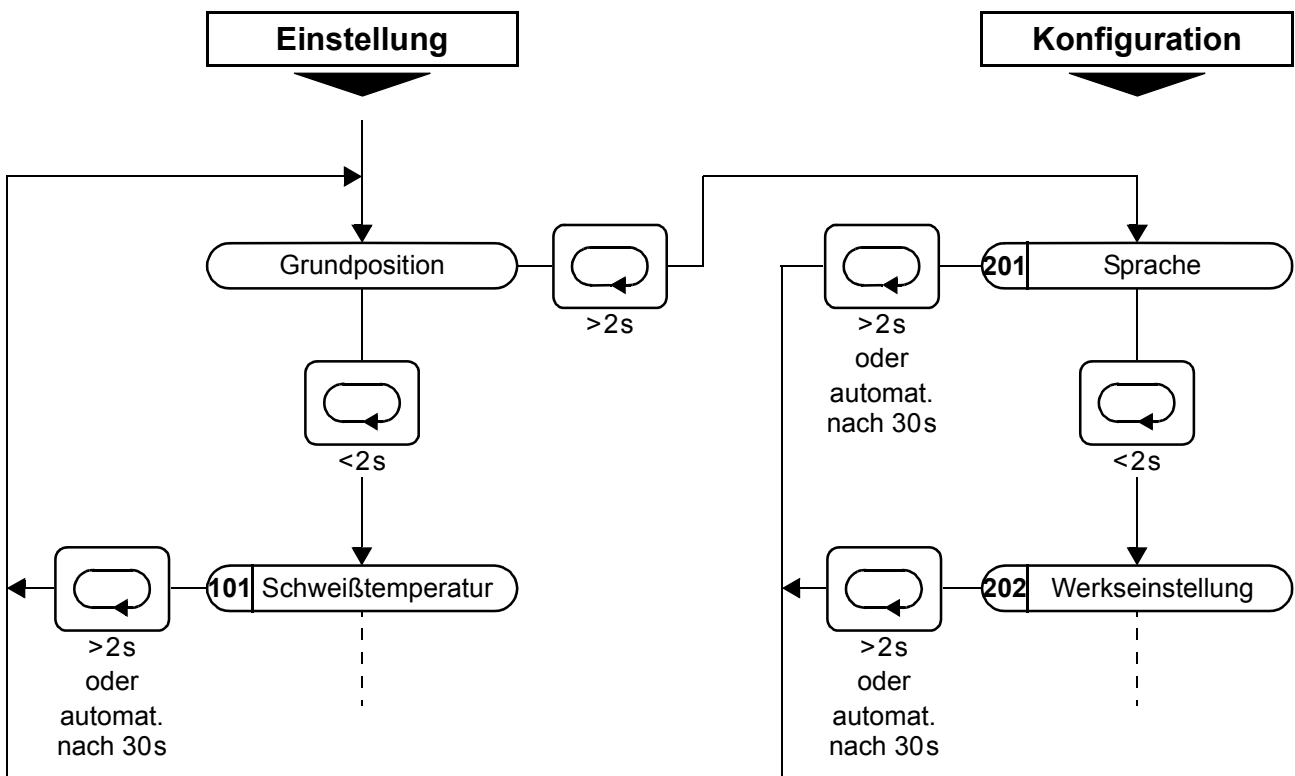 Einstellung
Konfiguration
Grundposition
>2s
>2s
oder
automat.
nach 30s
201 Sprache
<2s
<2s
>2s
oder
automat.
nach 30s
101 Schweißtemperatur
>2s
oder
automat.
nach 30s
202 Werkseinstellung